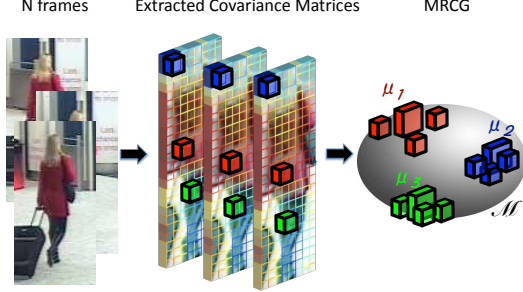 N frames
Extracted Covariance Matrices
MRCG
μ1
μ2
μ3
ℳ